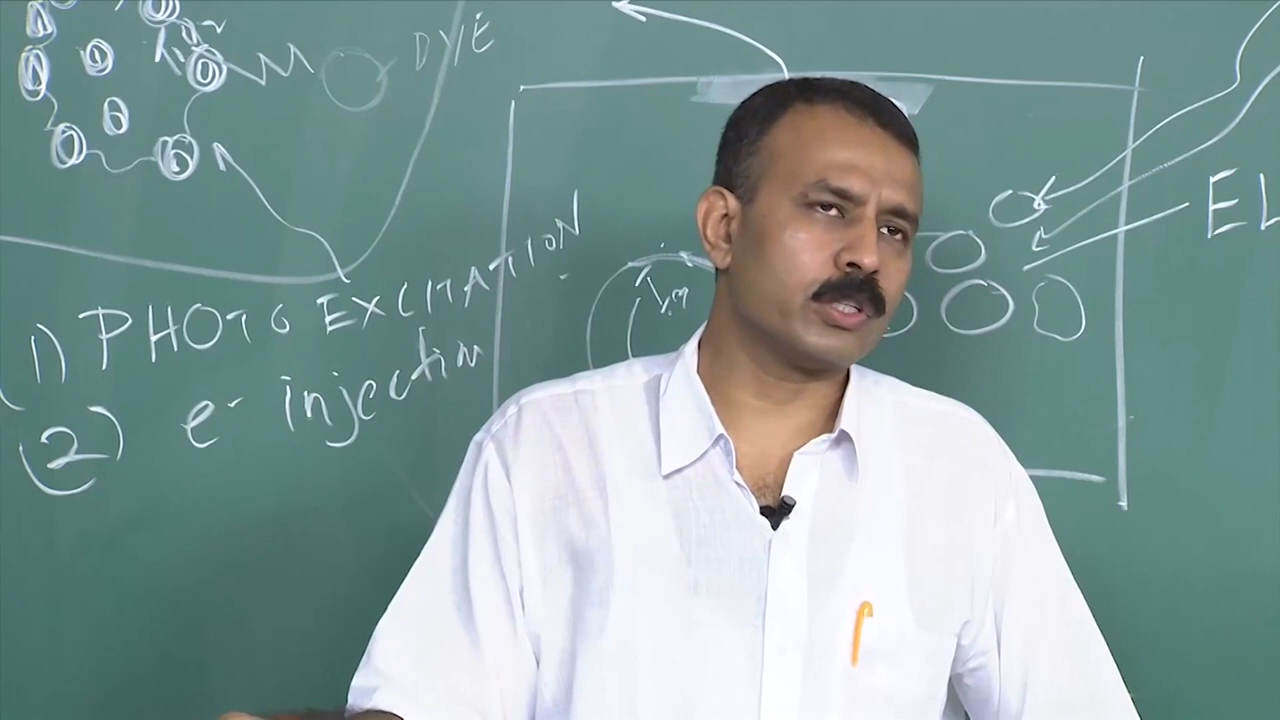 DYE
EL
1) PHOTO EXCITATION
(2) e- injection